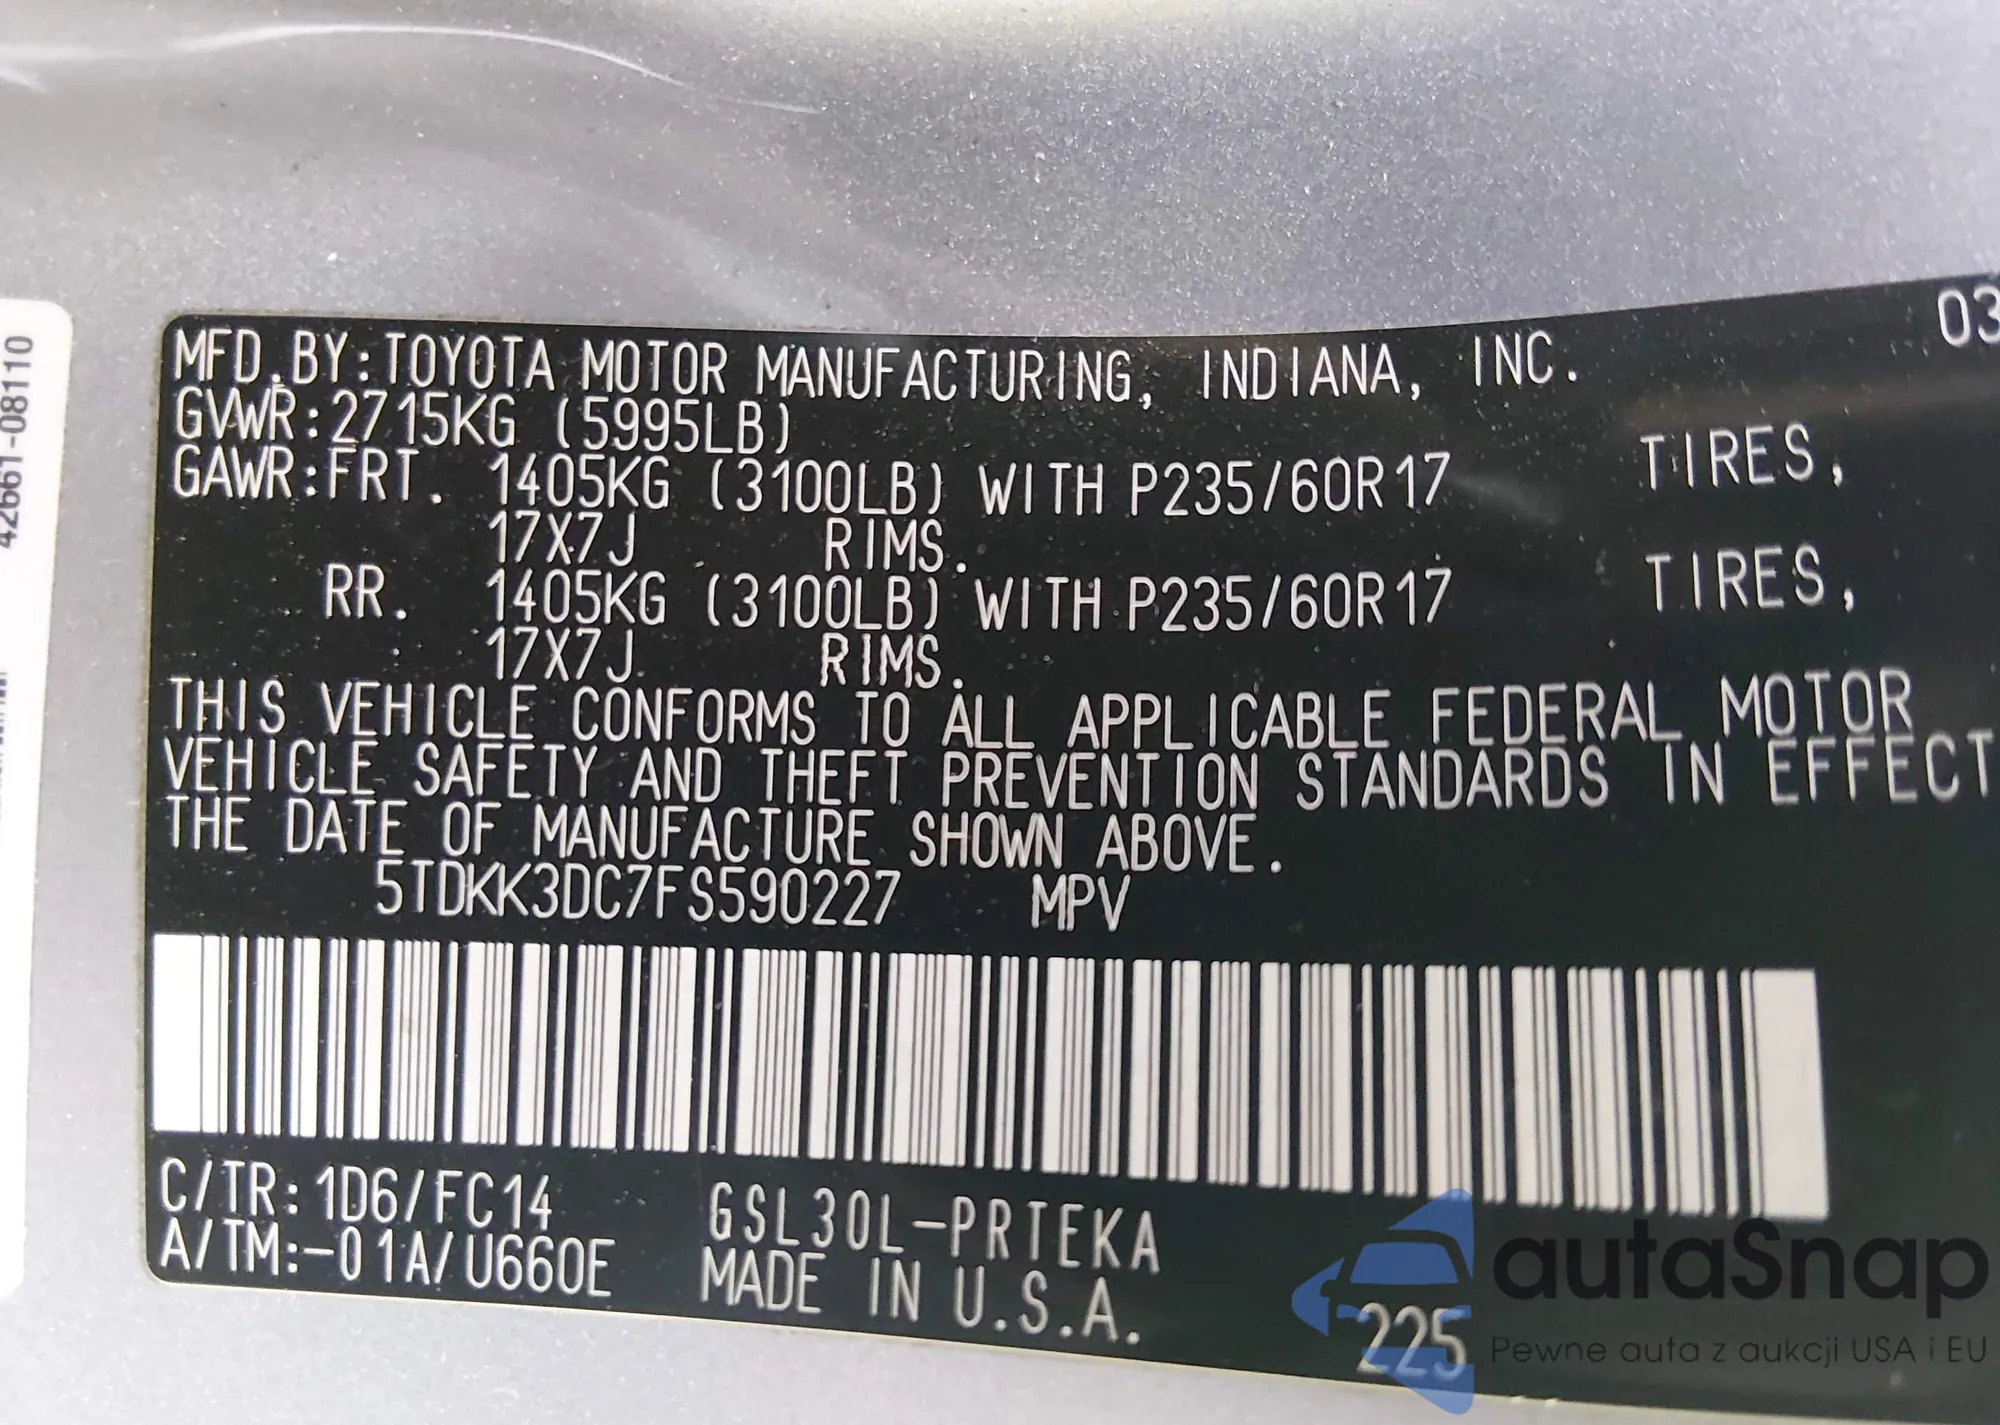 42661-08110
03
MFD.BY:TOYOTA MOTOR MANUFACTURING, INDIANA, INC.
GVWR:2715KG (5995LB)
GAWR:FRT. 1405KG (3100LB) WITH P235/60R17 TIRES,
17X7J RIMS.
RR. 1405KG (3100LB) WITH P235/60R17 TIRES,
17X7J RIMS.
THIS VEHICLE CONFORMS TO ALL APPLICABLE FEDERAL MOTOR
VEHICLE SAFETY AND THEFT PREVENTION STANDARDS IN EFFECT
THE DATE OF MANUFACTURE SHOWN ABOVE.
5TDKK3DC7FS590227 MPV
C/TR:1D6/FC14 GSL30L-PRTEKA
A/TM:-01A/U660E MADE IN U.S.A.
225
autaSnap
Pewne auta z aukcji USA i EU